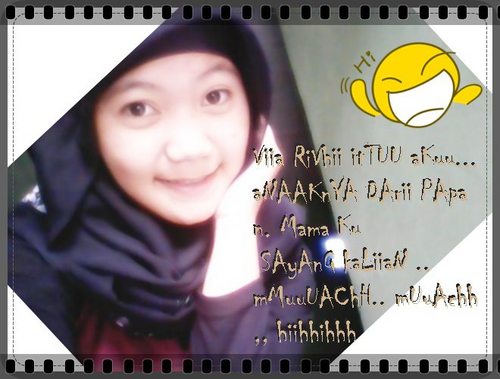 Hi
Viia RiVhii itTUU aKuu...
aNAAKnYA DArii PApa
n. Mama Ku
SAyAnG kaLiiaN ..
mMuuUAChH.. mUuAchh
,, hiihhihhh